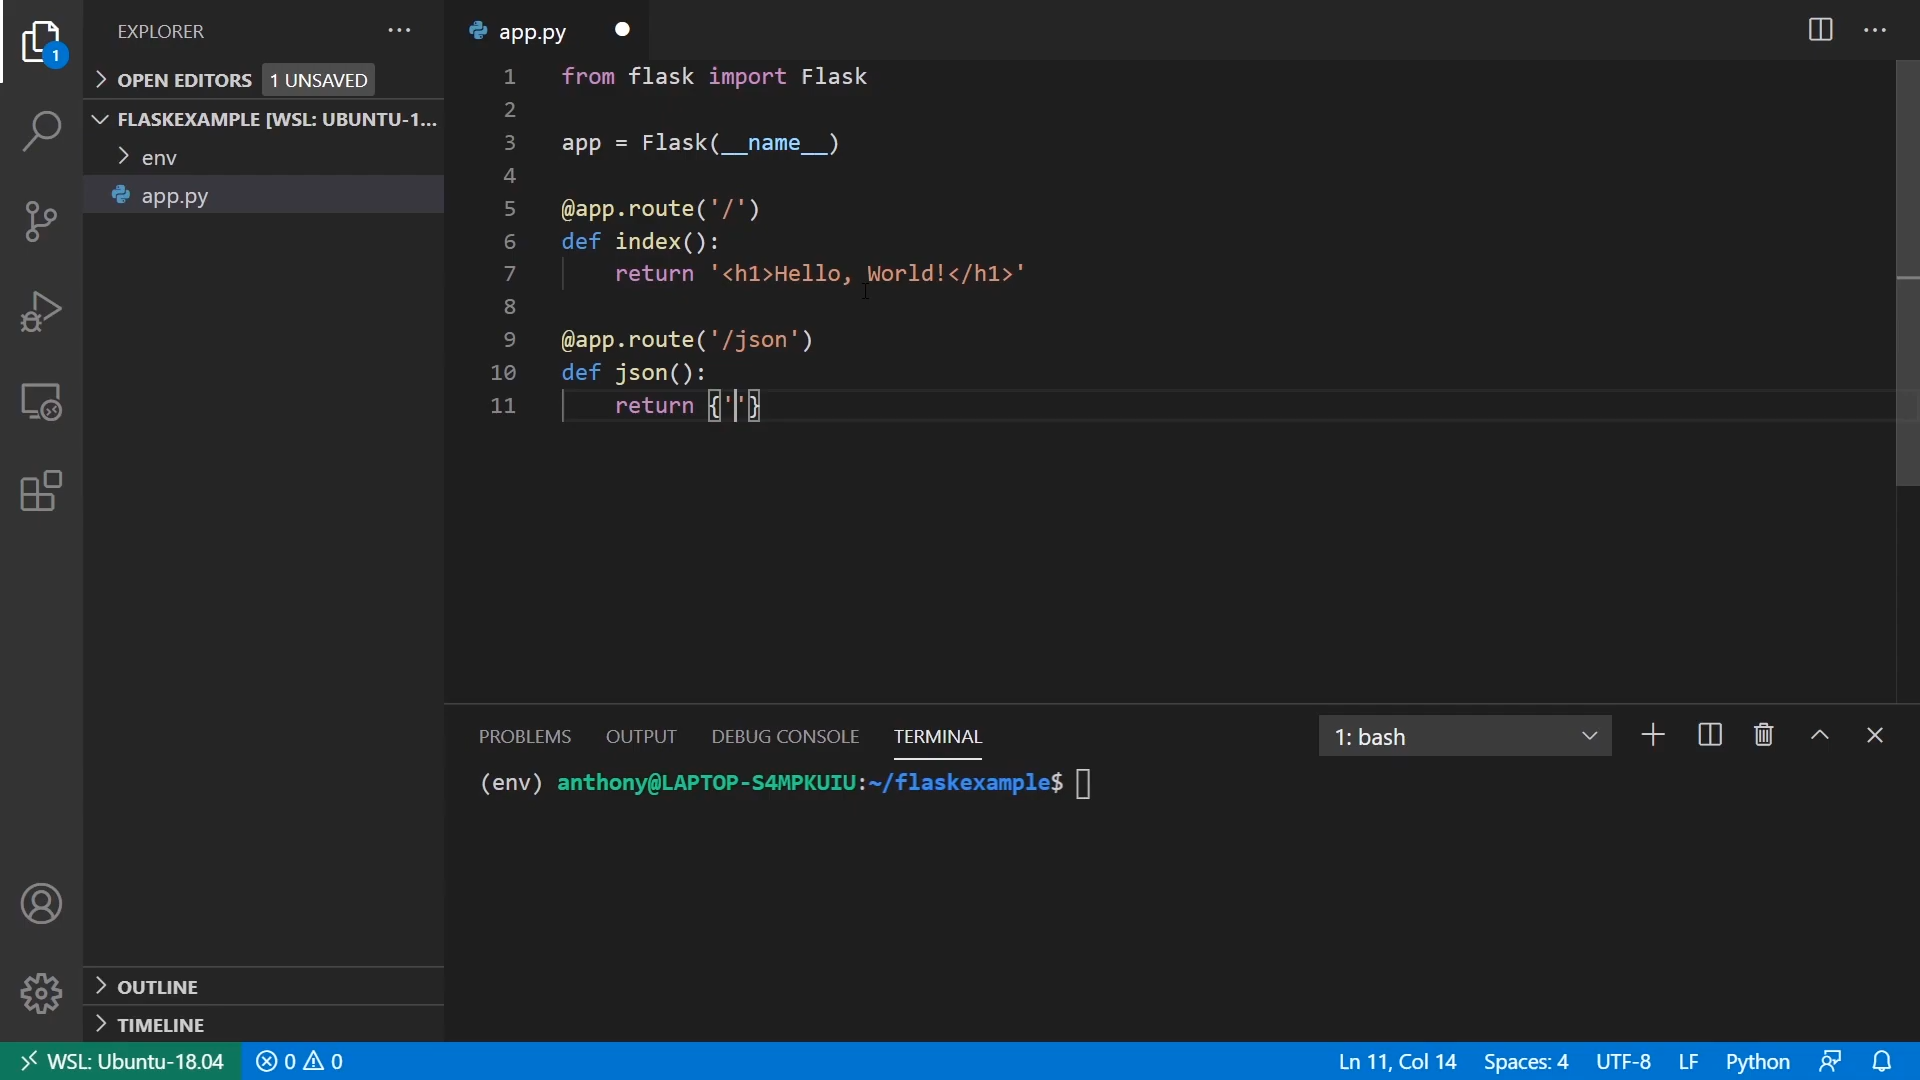 EXPLORER
1
OPEN EDITORS 1 UNSAVED
FLASKEXAMPLE [WSL: UBUNTU-1...
env
app.py
OUTLINE
TIMELINE
app.py
1 from flask import Flask
2
3 app = Flask(__name__)
4
5 @app.route('/')
6 def index():
7     return '<h1>Hello, World!</h1>'
8
9 @app.route('/json')
10 def json():
11     return {''}
PROBLEMS OUTPUT DEBUG CONSOLE TERMINAL 1: bash
(env) anthony@LAPTOP-S4MPKUIU:~/flaskexample$
WSL: Ubuntu-18.04 0 0 Ln 11, Col 14 Spaces: 4 UTF-8 LF Python